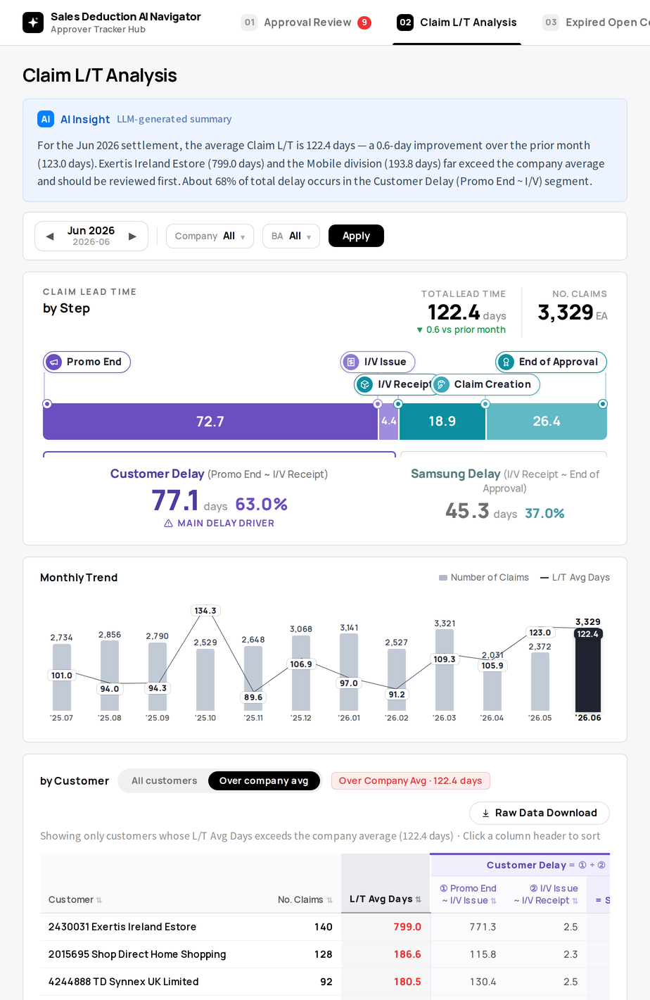 Sales Deduction AI Navigator
Approver Tracker Hub
01 Approval Review 9
02 Claim L/T Analysis
03 Expired Open
Claim L/T Analysis
AI AI Insight LLM-generated summary
For the Jun 2026 settlement, the average Claim L/T is 122.4 days — a 0.6-day improvement over the prior month
(123.0 days). Exertis Ireland Estore (799.0 days) and the Mobile division (193.8 days) far exceed the company average
and should be reviewed first. About 68% of total delay occurs in the Customer Delay (Promo End ~ I/V) segment.
◀ Jun 2026 ▶
2026-06
Company All ▾
BA All ▾
Apply
CLAIM LEAD TIME
by Step
TOTAL LEAD TIME
122.4 days
▼ 0.6 vs prior month
NO. CLAIMS
3,329 EA
Promo End
I/V Issue
End of Approval
I/V Receipt
Claim Creation
72.7
4.4
18.9
26.4
Customer Delay (Promo End ~ I/V Receipt)
77.1 days 63.0%
MAIN DELAY DRIVER
Samsung Delay (I/V Receipt ~ End of
Approval)
45.3 days 37.0%
Monthly Trend
Number of Claims
L/T Avg Days
2,734
2,856
2,790
2,529
2,648
3,068
3,141
2,527
3,321
2,031
2,372
3,329
101.0
94.0
94.3
134.3
89.6
106.9
97.0
91.2
109.3
105.9
123.0
122.4
'25.07
'25.08
'25.09
'25.10
'25.11
'25.12
'26.01
'26.02
'26.03
'26.04
'26.05
'26.06
by Customer
All customers
Over company avg
Over Company Avg · 122.4 days
Raw Data Download
Showing only customers whose L/T Avg Days exceeds the company average (122.4 days) · Click a column header to sort
Customer Delay = ① + ②
Customer ⇅
No. Claims ⇅
L/T Avg Days ⇅
① Promo End
~ I/V Issue ⇅
② I/V Issue
~ I/V Receipt ⇅
= S
2430031 Exertis Ireland Estore 140 799.0 771.3 2.5
2015695 Shop Direct Home Shopping 128 186.6 115.8 2.3
4244888 TD Synnex UK Limited 92 180.5 130.4 2.5